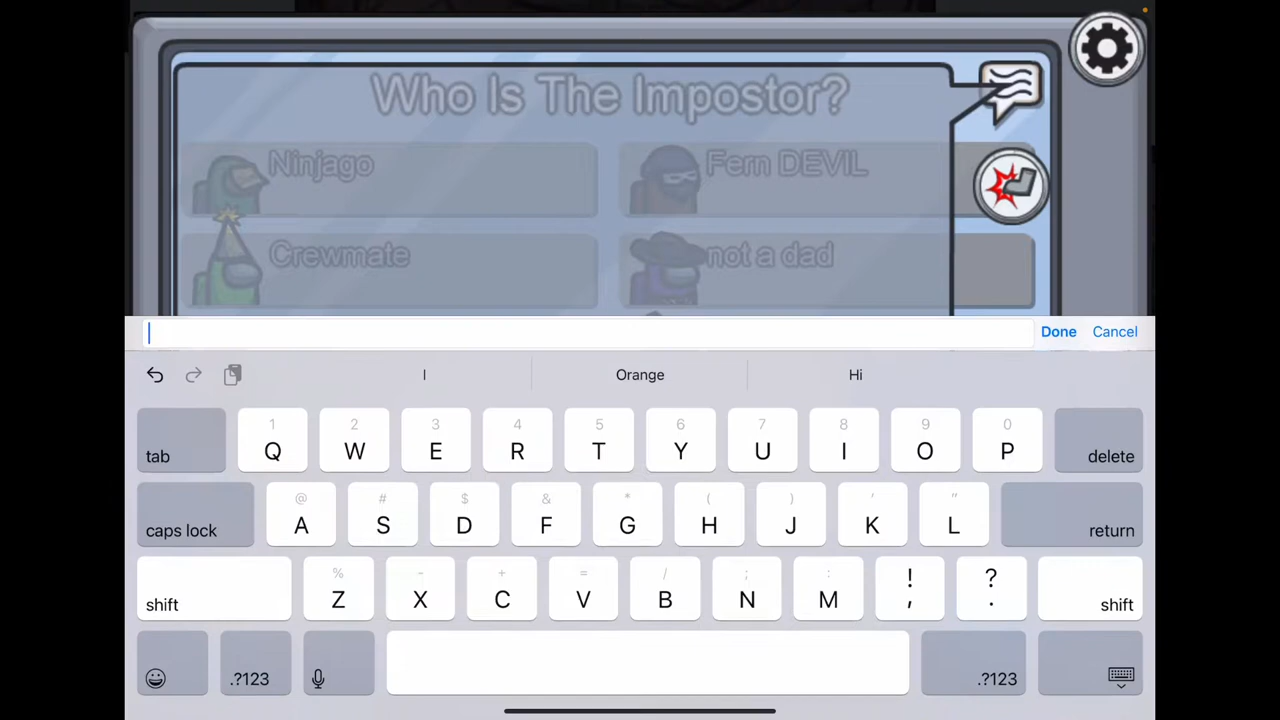 Who Is The Impostor?
Ninjago
Fern DEVIL
Crewmate
not a dad
Done Cancel
I Orange Hi
1 2 3 4 5 6 7 8 9 0
tab Q W E R T Y U I O P delete
@ # $ & * ( ) ' "
caps lock A S D F G H J K L return
% - + = / ; : ! ?
shift Z X C V B N M , . shift
.?123 .?123